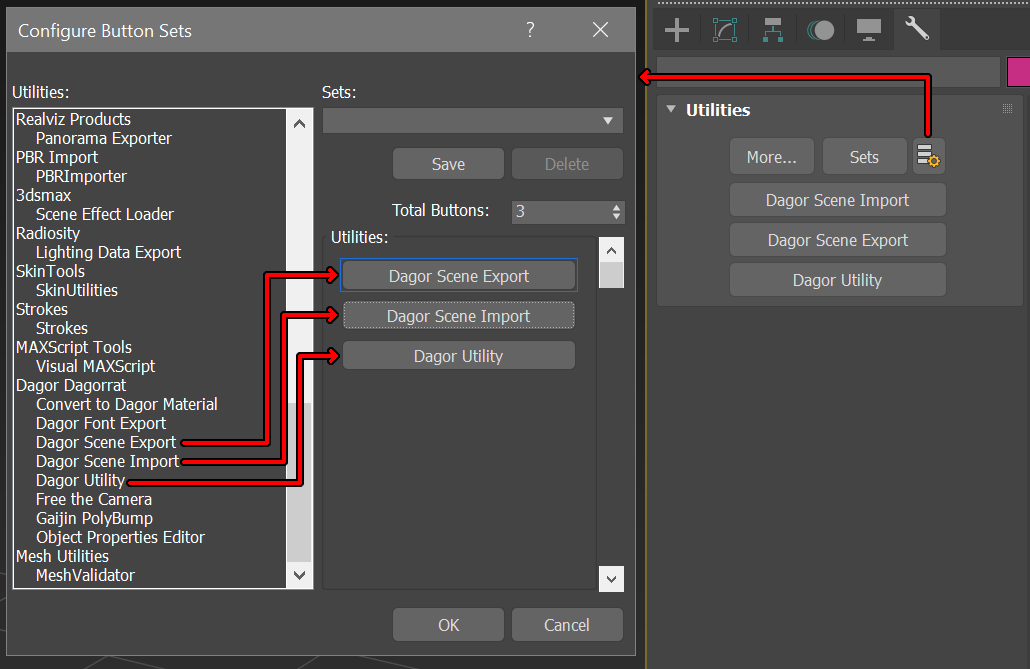 Configure Button Sets
?
Utilities:
Realviz Products
Panorama Exporter
PBR Import
PBRImporter
3dsmax
Scene Effect Loader
Radiosity
Lighting Data Export
SkinTools
SkinUtilities
Strokes
Strokes
MAXScript Tools
Visual MAXScript
Dagor Dagorrat
Convert to Dagor Material
Dagor Font Export
Dagor Scene Export
Dagor Scene Import
Dagor Utility
Free the Camera
Gaijin PolyBump
Object Properties Editor
Mesh Utilities
MeshValidator
Sets:
Save Delete
Total Buttons: 3
Utilities:
Dagor Scene Export
Dagor Scene Import
Dagor Utility
OK Cancel
Utilities
More... Sets
Dagor Scene Import
Dagor Scene Export
Dagor Utility